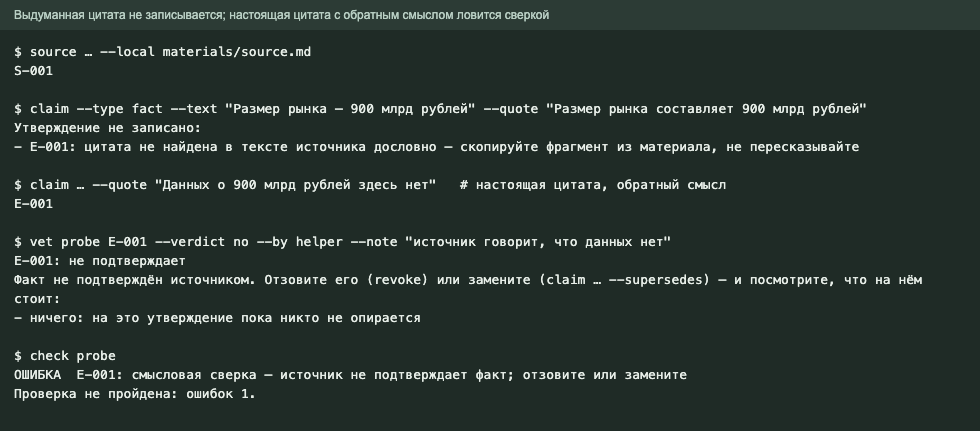 Выдуманная цитата не записывается; настоящая цитата с обратным смыслом ловится сверкой
$ source … --local materials/source.md
S-001
$ claim --type fact --text "Размер рынка — 900 млрд рублей" --quote "Размер рынка составляет 900 млрд рублей"
Утверждение не записано:
- E-001: цитата не найдена в тексте источника дословно — скопируйте фрагмент из материала, не пересказывайте
$ claim … --quote "Данных о 900 млрд рублей здесь нет"   # настоящая цитата, обратный смысл
E-001
$ vet probe E-001 --verdict no --by helper --note "источник говорит, что данных нет"
E-001: не подтверждает
Факт не подтверждён источником. Отзовите его (revoke) или замените (claim … --supersedes) — и посмотрите, что на нём
стоит:
- ничего: на это утверждение пока никто не опирается
$ check probe
ОШИБКА  E-001: смысловая сверка — источник не подтверждает факт; отзовите или замените
Проверка не пройдена: ошибок 1.